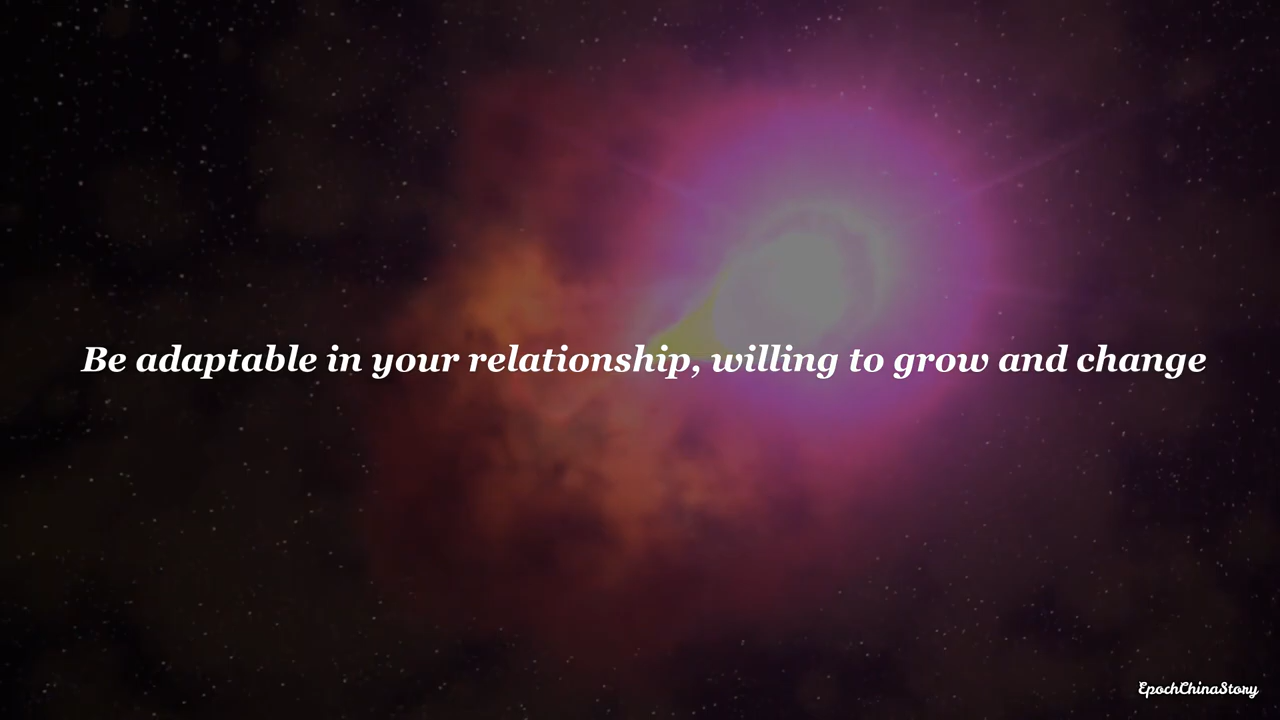 Be adaptable in your relationship, willing to grow and change
EpochChinaStory